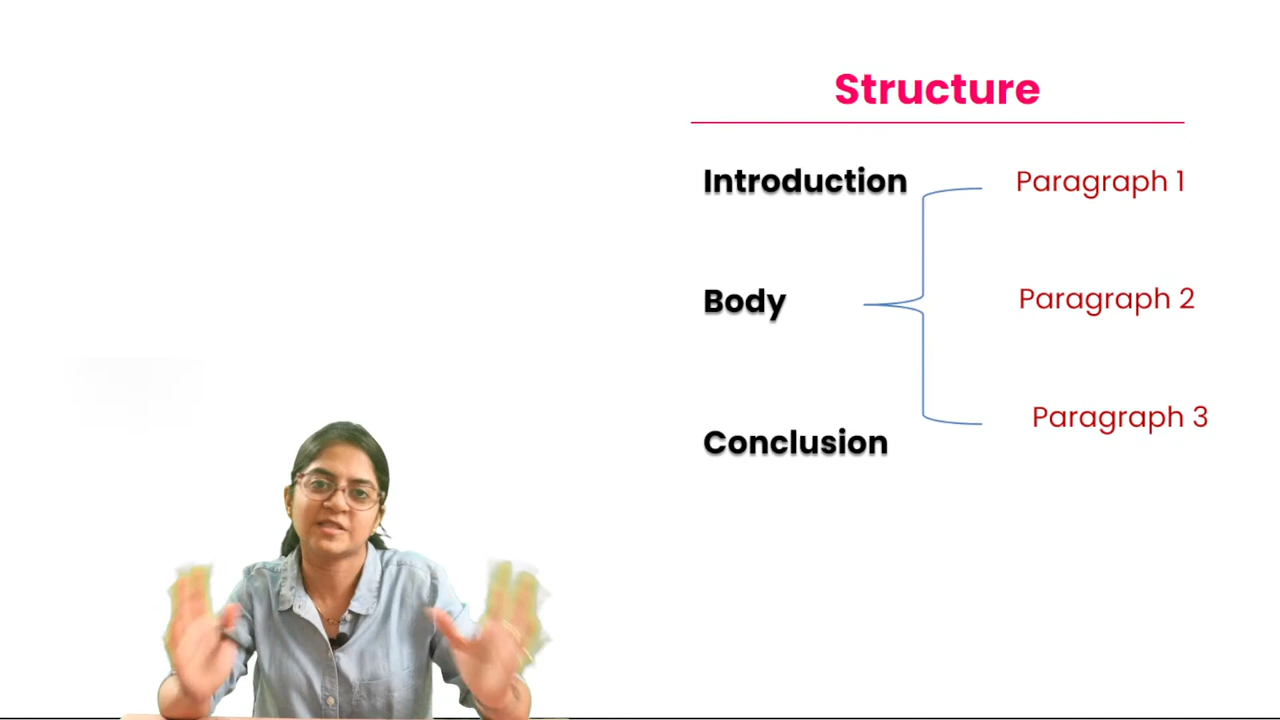 Structure
Introduction
Paragraph 1
Body
Paragraph 2
Paragraph 3
Conclusion